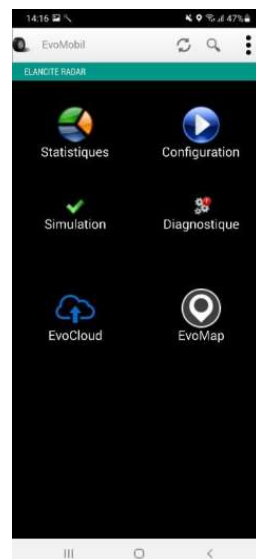 14:16 47%
EvoMobil
ELANCITE RADAR
Statistiques Configuration
Simulation Diagnostique
EvoCloud EvoMap